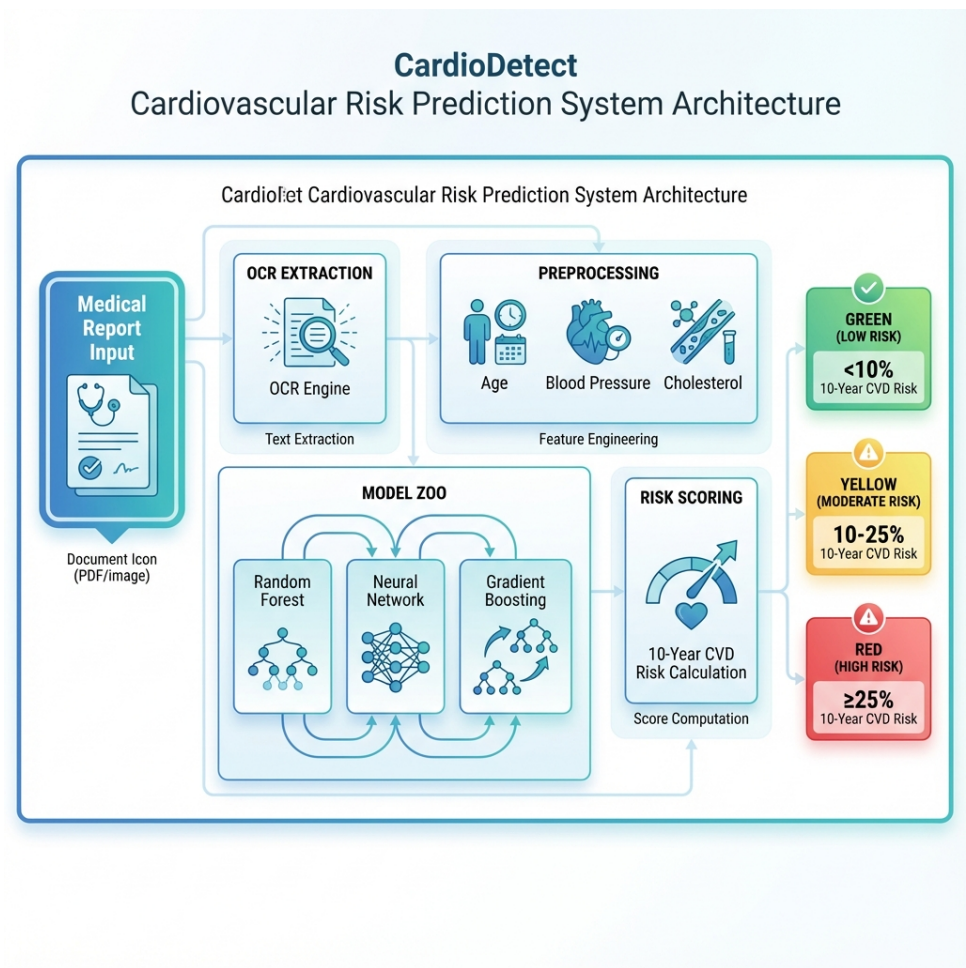 CardioDetect
Cardiovascular Risk Prediction System Architecture
Cardiovascular Risk Prediction System Architecture
Medical
Report
Input
Document Icon
(PDF/image)
OCR EXTRACTION
OCR Engine
Text Extraction
PREPROCESSING
Age
Blood Pressure
Cholesterol
Feature Engineering
MODEL ZOO
Random
Forest
Neural
Network
Gradient
Boosting
RISK SCORING
10-Year CVD
Risk Calculation
Score Computation
GREEN
(LOW RISK)
<10%
10-Year CVD Risk
YELLOW
(MODERATE RISK)
10-25%
10-Year CVD Risk
RED
(HIGH RISK)
≥25%
10-Year CVD Risk